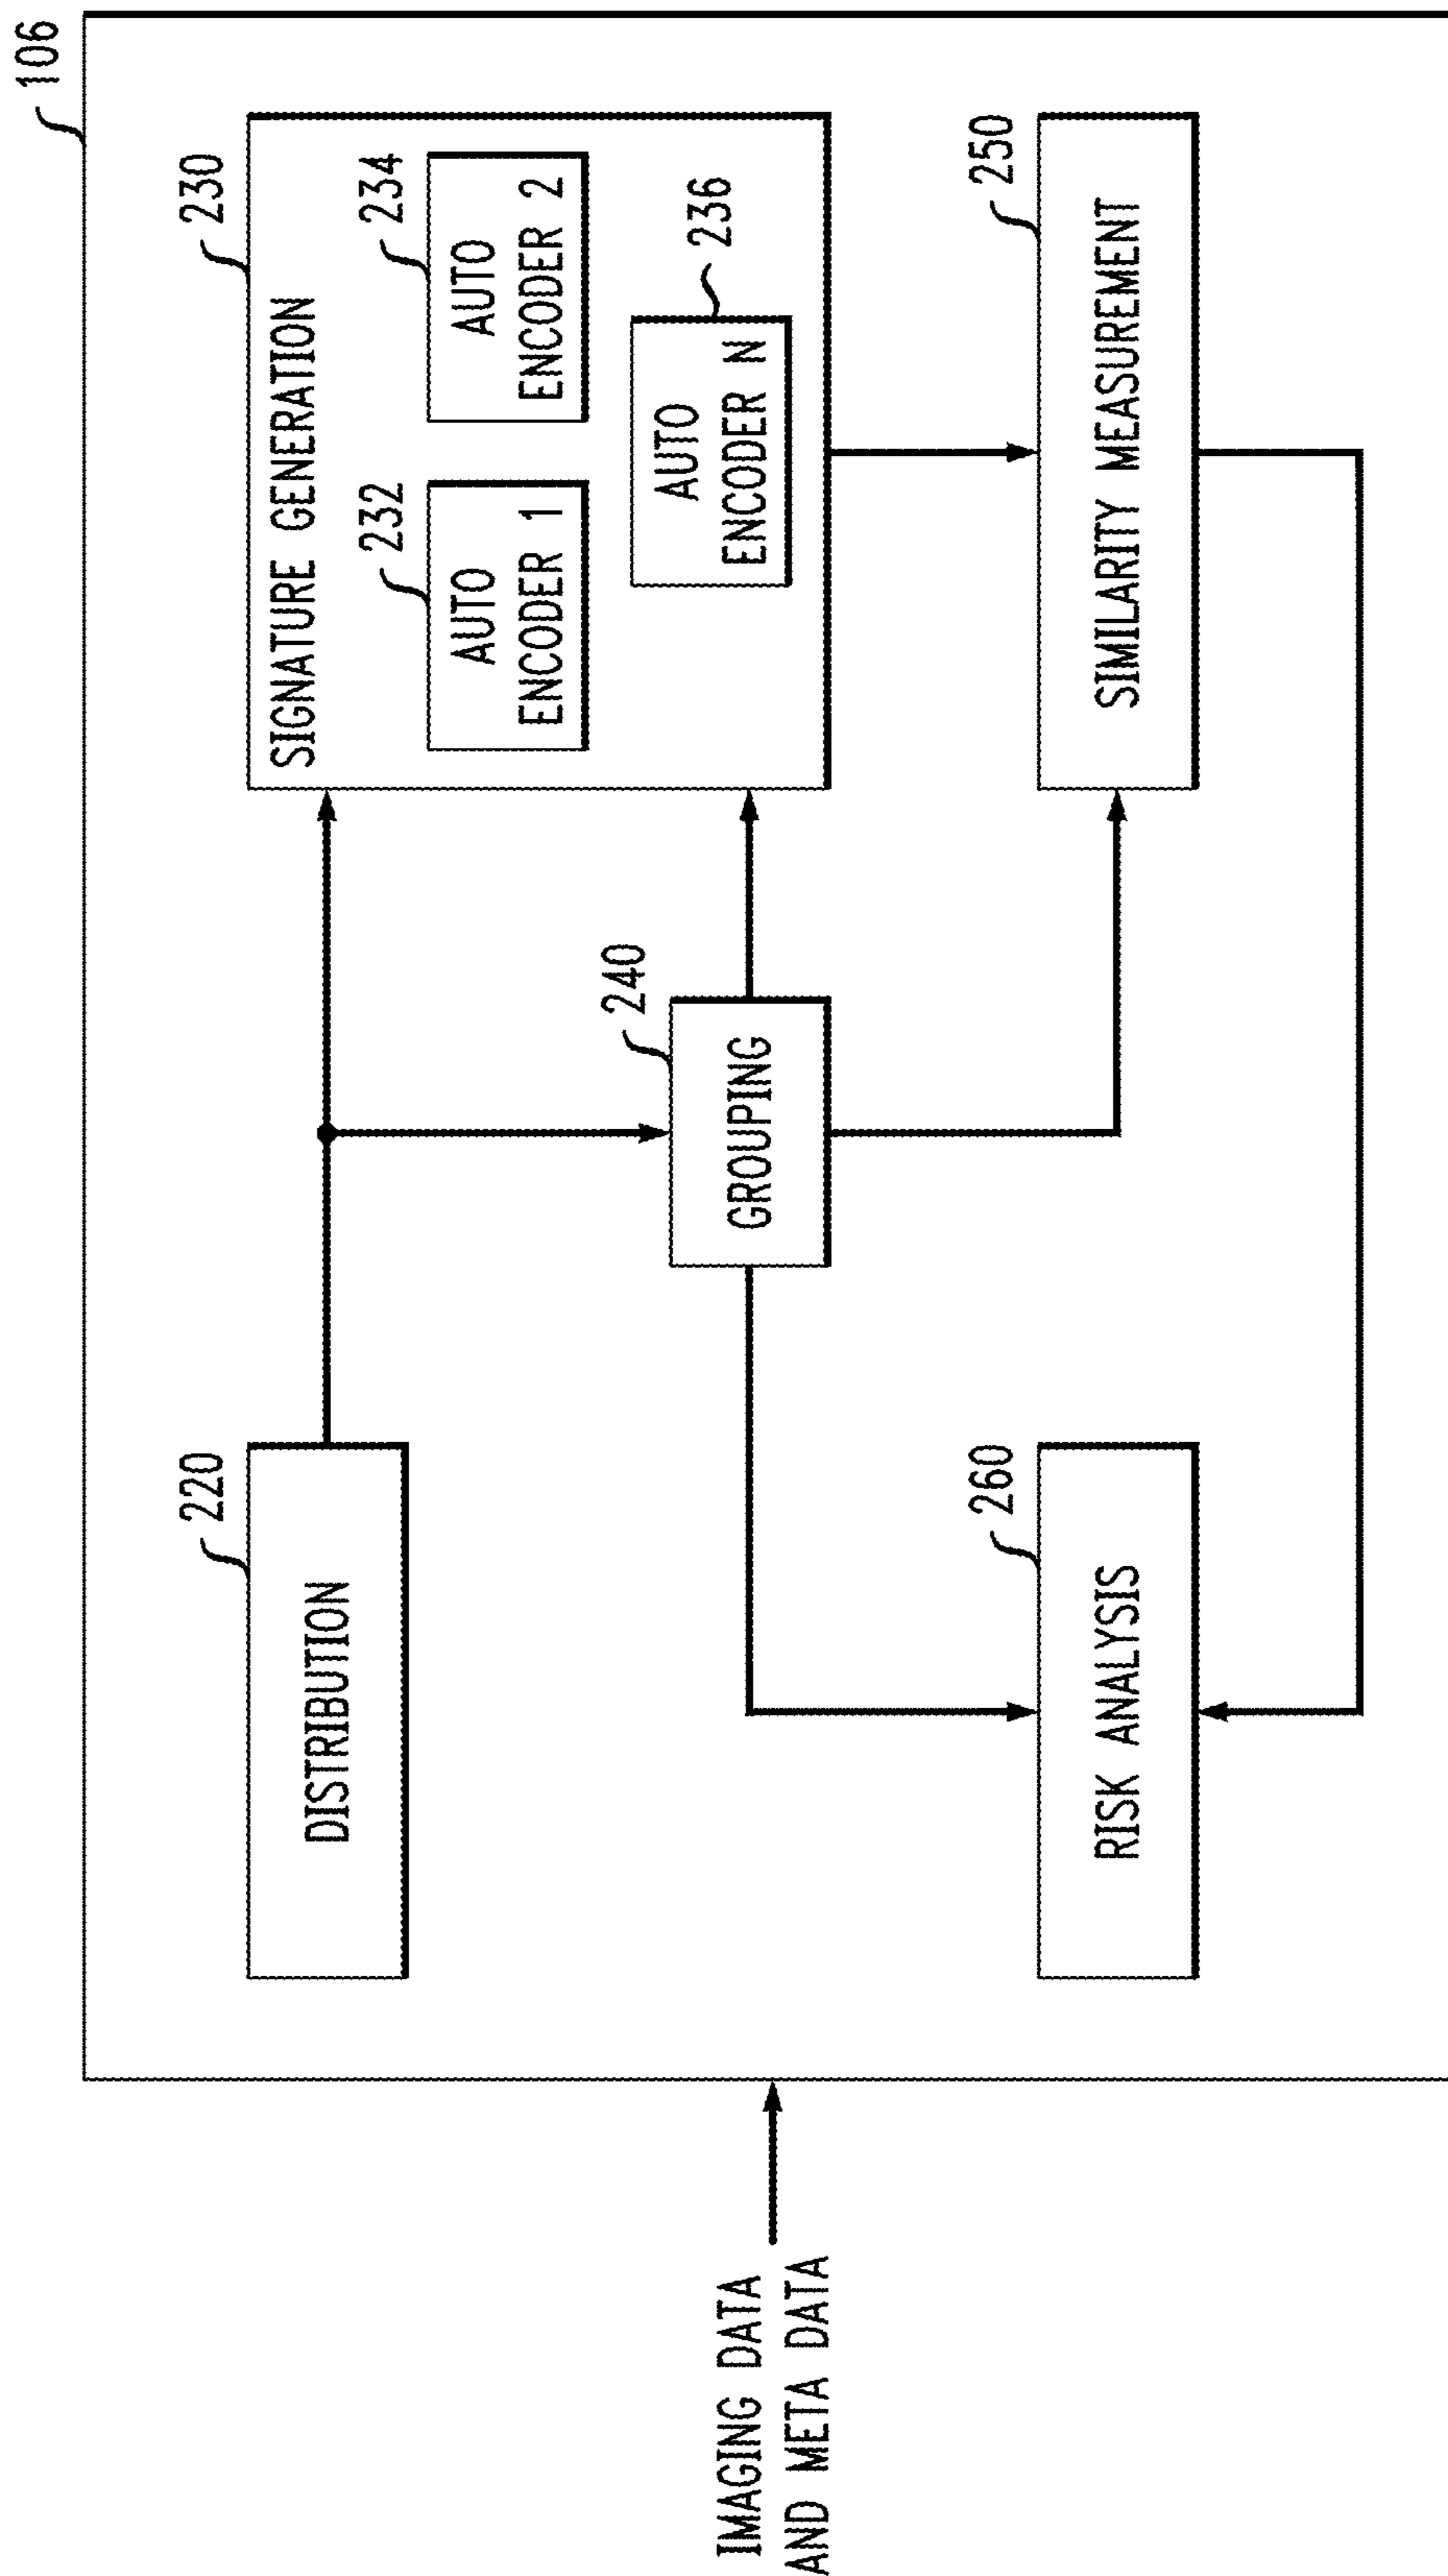 106
230
SIGNATURE GENERATION
232
AUTO
ENCODER 1
234
AUTO
ENCODER 2
236
AUTO
ENCODER N
220
DISTRIBUTION
240
GROUPING
250
SIMILARITY MEASUREMENT
260
RISK ANALYSIS
IMAGING DATA
AND META DATA